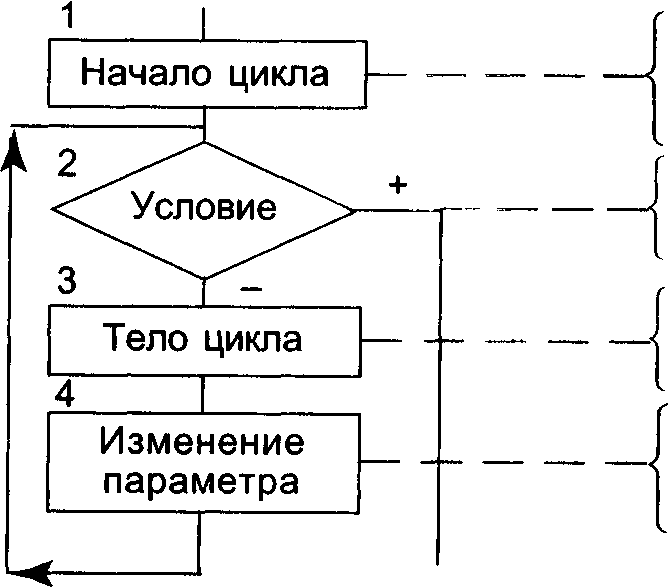 1
Начало цикла
2
+
Условие
3
–
Тело цикла
4
Изменение
параметра